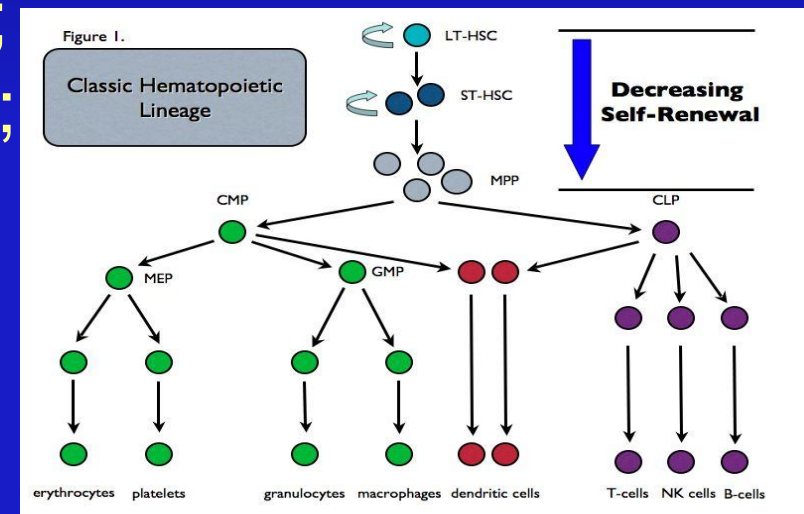 ;
;
Figure 1.
Classic Hematopoietic
Lineage
LT-HSC
ST-HSC
MPP
Decreasing
Self-Renewal
CMP
CLP
MEP
GMP
erythrocytes platelets granulocytes macrophages dendritic cells T-cells NK cells B-cells